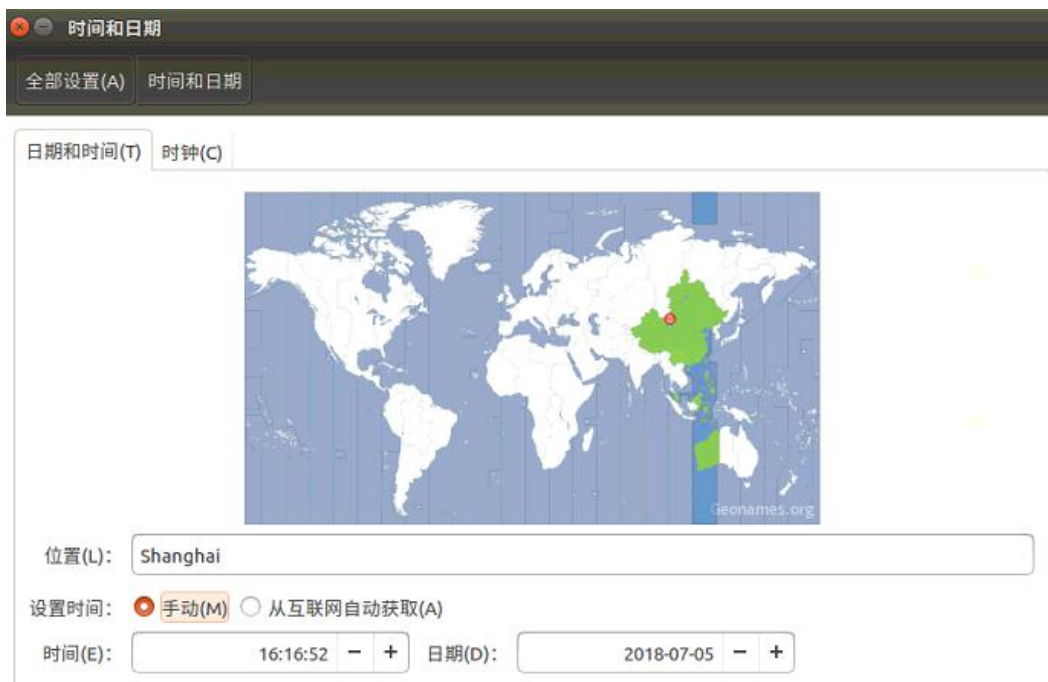 时间和日期
全部设置(A) 时间和日期
日期和时间(T) 时钟(C)
Geonames.org
位置(L): Shanghai
设置时间: 手动(M) 从互联网自动获取(A)
时间(E): 16:16:52 − + 日期(D): 2018-07-05 − +